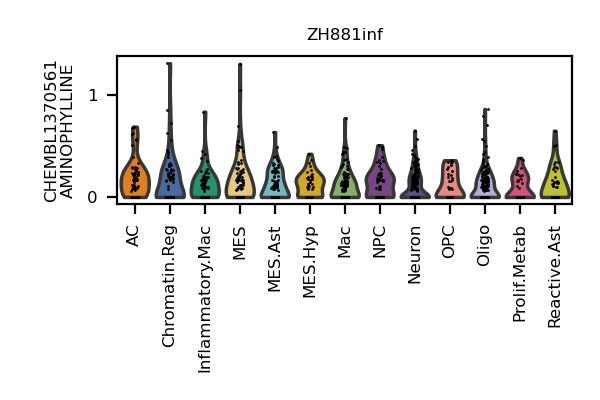 ZH881inf
CHEMBL1370561
AMINOPHYLLINE
1
0
AC
Chromatin.Reg
Inflammatory.Mac
MES
MES.Ast
MES.Hyp
Mac
NPC
Neuron
OPC
Oligo
Prolif.Metab
Reactive.Ast